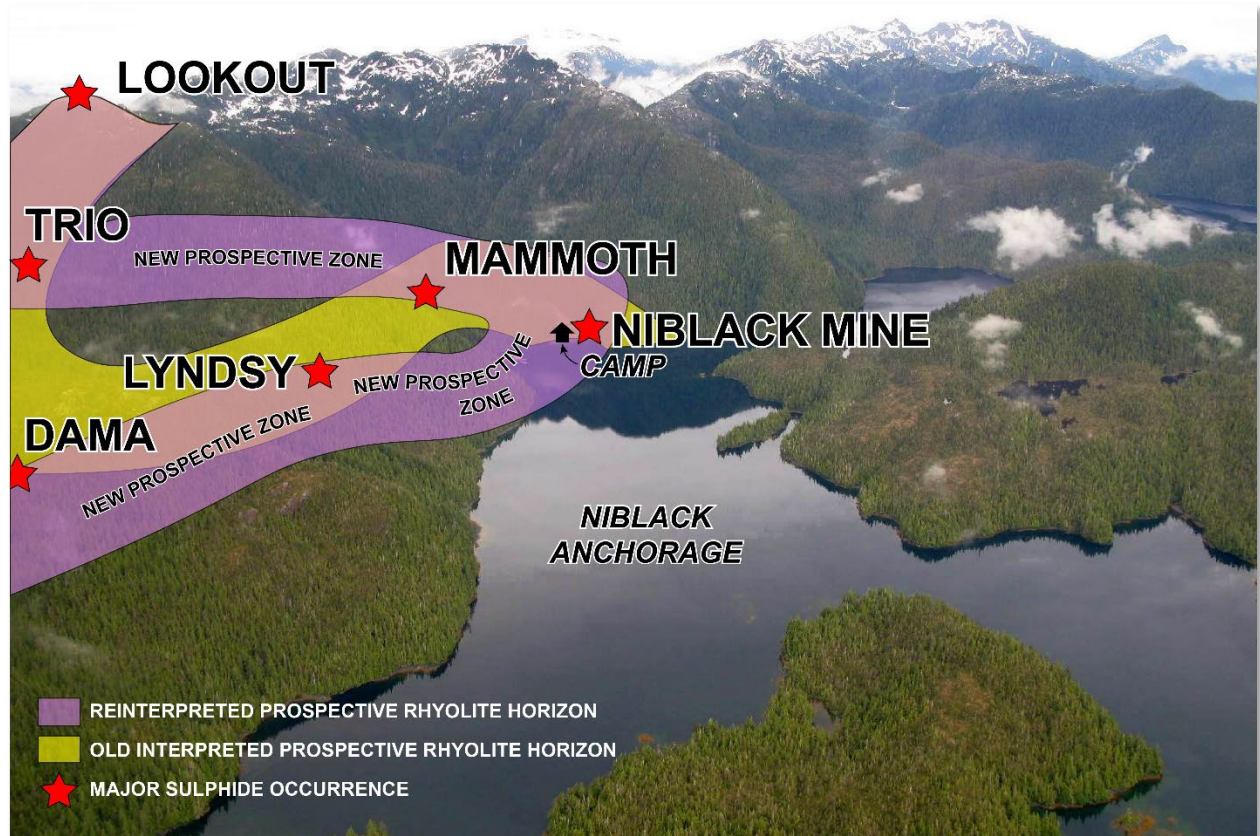 LOOKOUT
TRIO
NEW PROSPECTIVE ZONE
MAMMOTH
NIBLACK MINE
CAMP
LYNDSY
NEW PROSPECTIVE
ZONE
DAMA
NEW PROSPECTIVE ZONE
NIBLACK
ANCHORAGE
REINTERPRETED PROSPECTIVE RHYOLITE HORIZON
OLD INTERPRETED PROSPECTIVE RHYOLITE HORIZON
MAJOR SULPHIDE OCCURRENCE